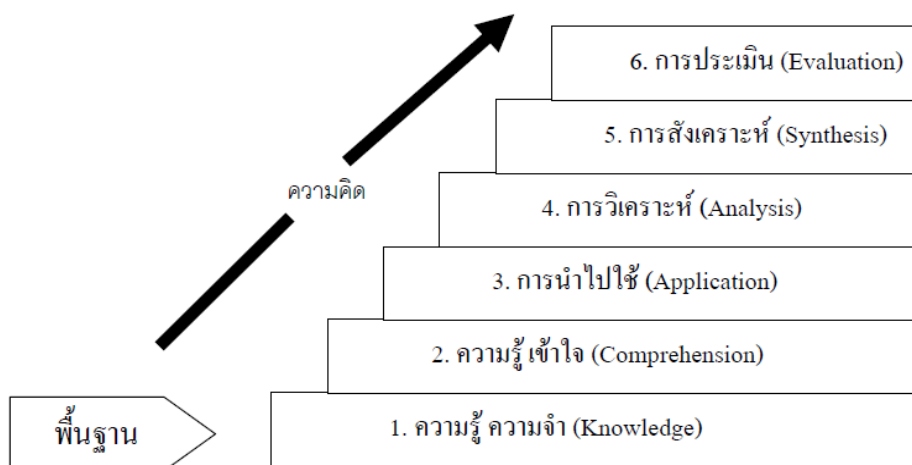 6. การประเมิน (Evaluation)
5. การสังเคราะห์ (Synthesis)
ความคิด
4. การวิเคราะห์ (Analysis)
3. การนำไปใช้ (Application)
2. ความรู้ เข้าใจ (Comprehension)
พื้นฐาน
1. ความรู้ ความจำ (Knowledge)